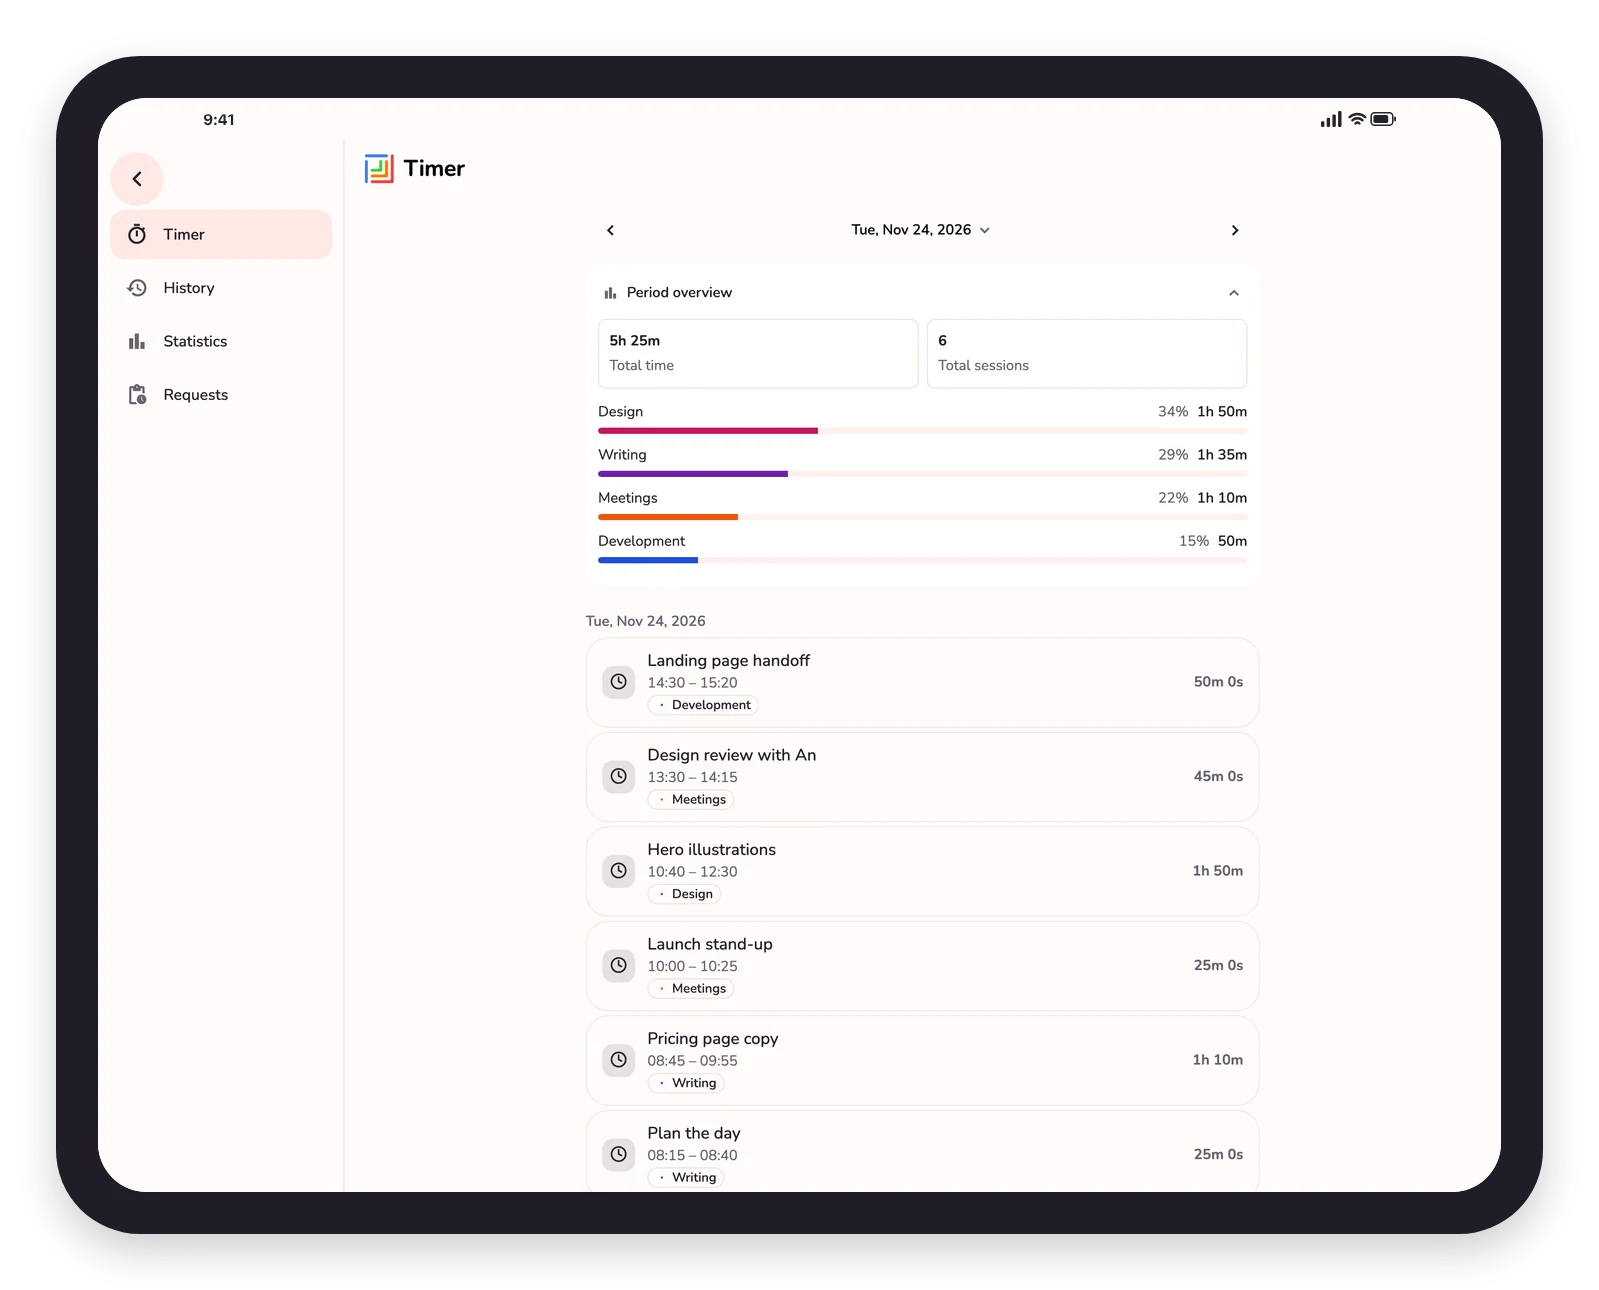 9:41
Timer
Timer
History
Statistics
Requests
Tue, Nov 24, 2026
Period overview
5h 25m
Total time
6
Total sessions
Design 34% 1h 50m
Writing 29% 1h 35m
Meetings 22% 1h 10m
Development 15% 50m
Tue, Nov 24, 2026
Landing page handoff
14:30 – 15:20
Development
50m 0s
Design review with An
13:30 – 14:15
Meetings
45m 0s
Hero illustrations
10:40 – 12:30
Design
1h 50m
Launch stand-up
10:00 – 10:25
Meetings
25m 0s
Pricing page copy
08:45 – 09:55
Writing
1h 10m
Plan the day
08:15 – 08:40
Writing
25m 0s